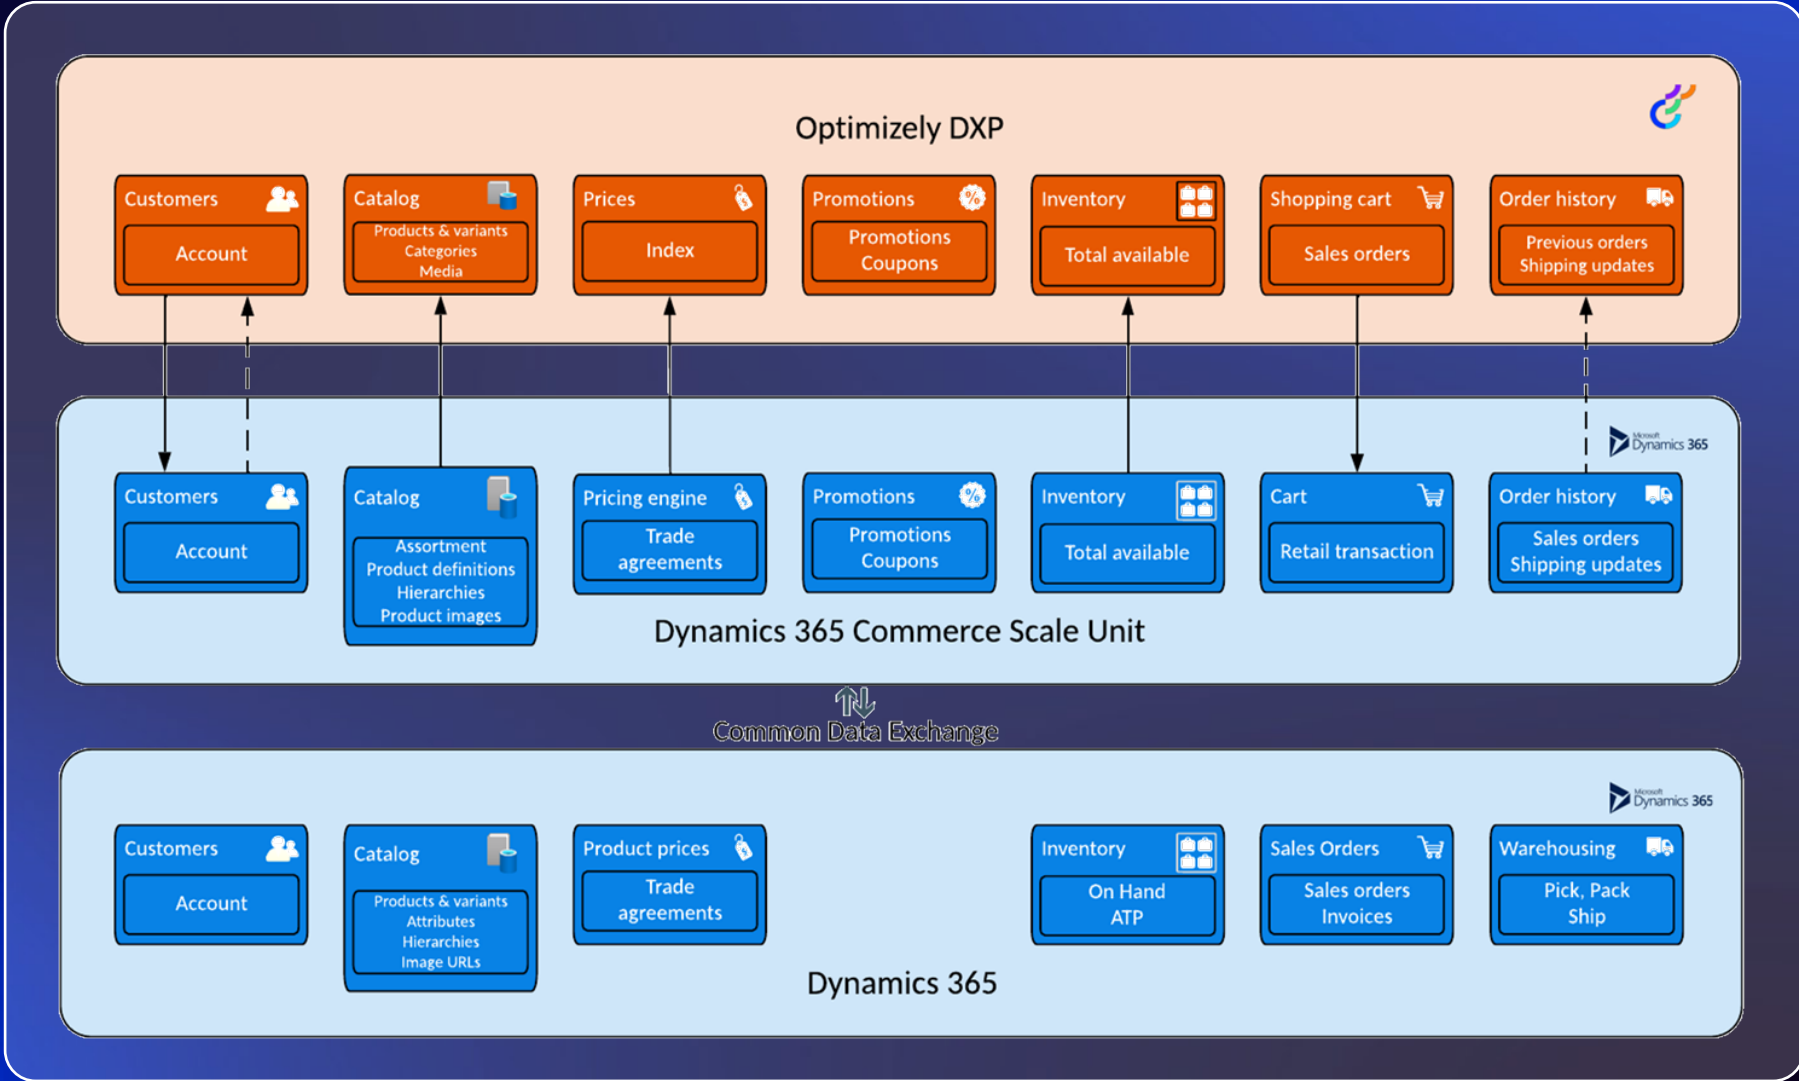 Optimizely DXP
Customers
Account
Catalog
Products & variants
Categories
Media
Prices
Index
Promotions
Promotions
Coupons
Inventory
Total available
Shopping cart
Sales orders
Order history
Previous orders
Shipping updates
Microsoft
Dynamics 365
Customers
Account
Catalog
Assortment
Product definitions
Hierarchies
Product images
Pricing engine
Trade
agreements
Promotions
Promotions
Coupons
Inventory
Total available
Cart
Retail transaction
Order history
Sales orders
Shipping updates
Dynamics 365 Commerce Scale Unit
Common Data Exchange
Microsoft
Dynamics 365
Customers
Account
Catalog
Products & variants
Attributes
Hierarchies
Image URLs
Product prices
Trade
agreements
Inventory
On Hand
ATP
Sales Orders
Sales orders
Invoices
Warehousing
Pick, Pack
Ship
Dynamics 365